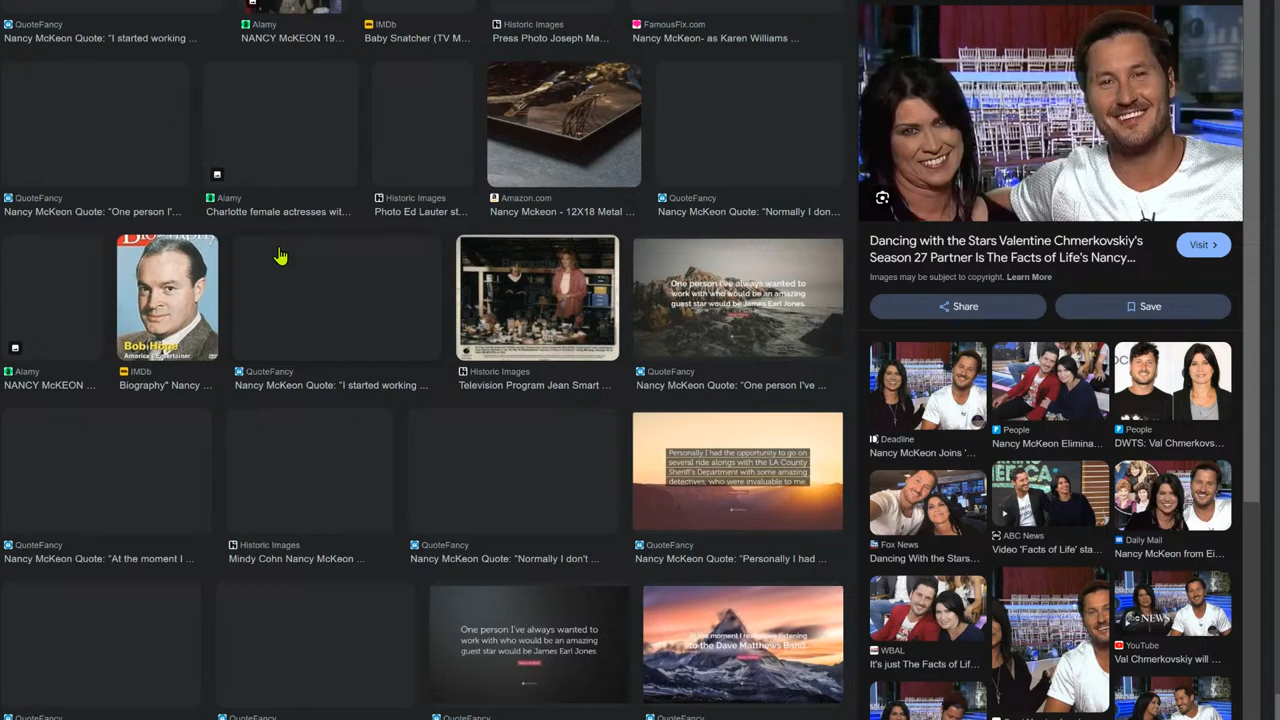 QuoteFancy
Nancy McKeon Quote: “I started working ...
Alamy
NANCY McKEON 19...
IMDb
Baby Snatcher (TV M...
Historic Images
Press Photo Joseph Ma...
FamousFix.com
Nancy McKeon- as Karen Williams ...
QuoteFancy
Nancy McKeon Quote: “One person I'...
Alamy
Charlotte female actresses wit...
Historic Images
Photo Ed Lauter st...
Amazon.com
Nancy Mckeon - 12X18 Metal ...
QuoteFancy
Nancy McKeon Quote: “Normally I don...
Alamy
NANCY McKEON ...
BIOGRAPHY
Bob Hope
America's Entertainer
IMDb
Biography" Nancy ...
QuoteFancy
Nancy McKeon Quote: “I started working ...
Historic Images
Television Program Jean Smart ...
One person I've always wanted to
work with who would be an amazing
guest star would be James Earl Jones.
QuoteFancy
Nancy McKeon Quote: “One person I've ...
QuoteFancy
Nancy McKeon Quote: “At the moment I ...
Historic Images
Mindy Cohn Nancy McKeon ...
QuoteFancy
Nancy McKeon Quote: “Normally I don't ...
Personally I had the opportunity to go on
several ride alongs with the LA County
Sheriff's Department with some amazing
detectives, who were invaluable to me.
QuoteFancy
Nancy McKeon Quote: “Personally I had ...
One person I've always wanted to
work with who would be an amazing
guest star would be James Earl Jones.
to the Dave Matthews Band.
QuoteFancy
QuoteFancy
QuoteFancy
QuoteFancy
Dancing with the Stars Valentine Chmerkovskiy's
Season 27 Partner Is The Facts of Life's Nancy...
Visit
Images may be subject to copyright. Learn More
Share
Save
Deadline
Nancy McKeon Joins '...
People
Nancy McKeon Elimina...
People
DWTS: Val Chmerkovs...
Fox News
Dancing With the Stars...
ABC News
Video 'Facts of Life' sta...
Daily Mail
Nancy McKeon from Ei...
WBAL
It's just The Facts of Lif...
abc NEWS
YouTube
Val Chmerkovskiy will ...